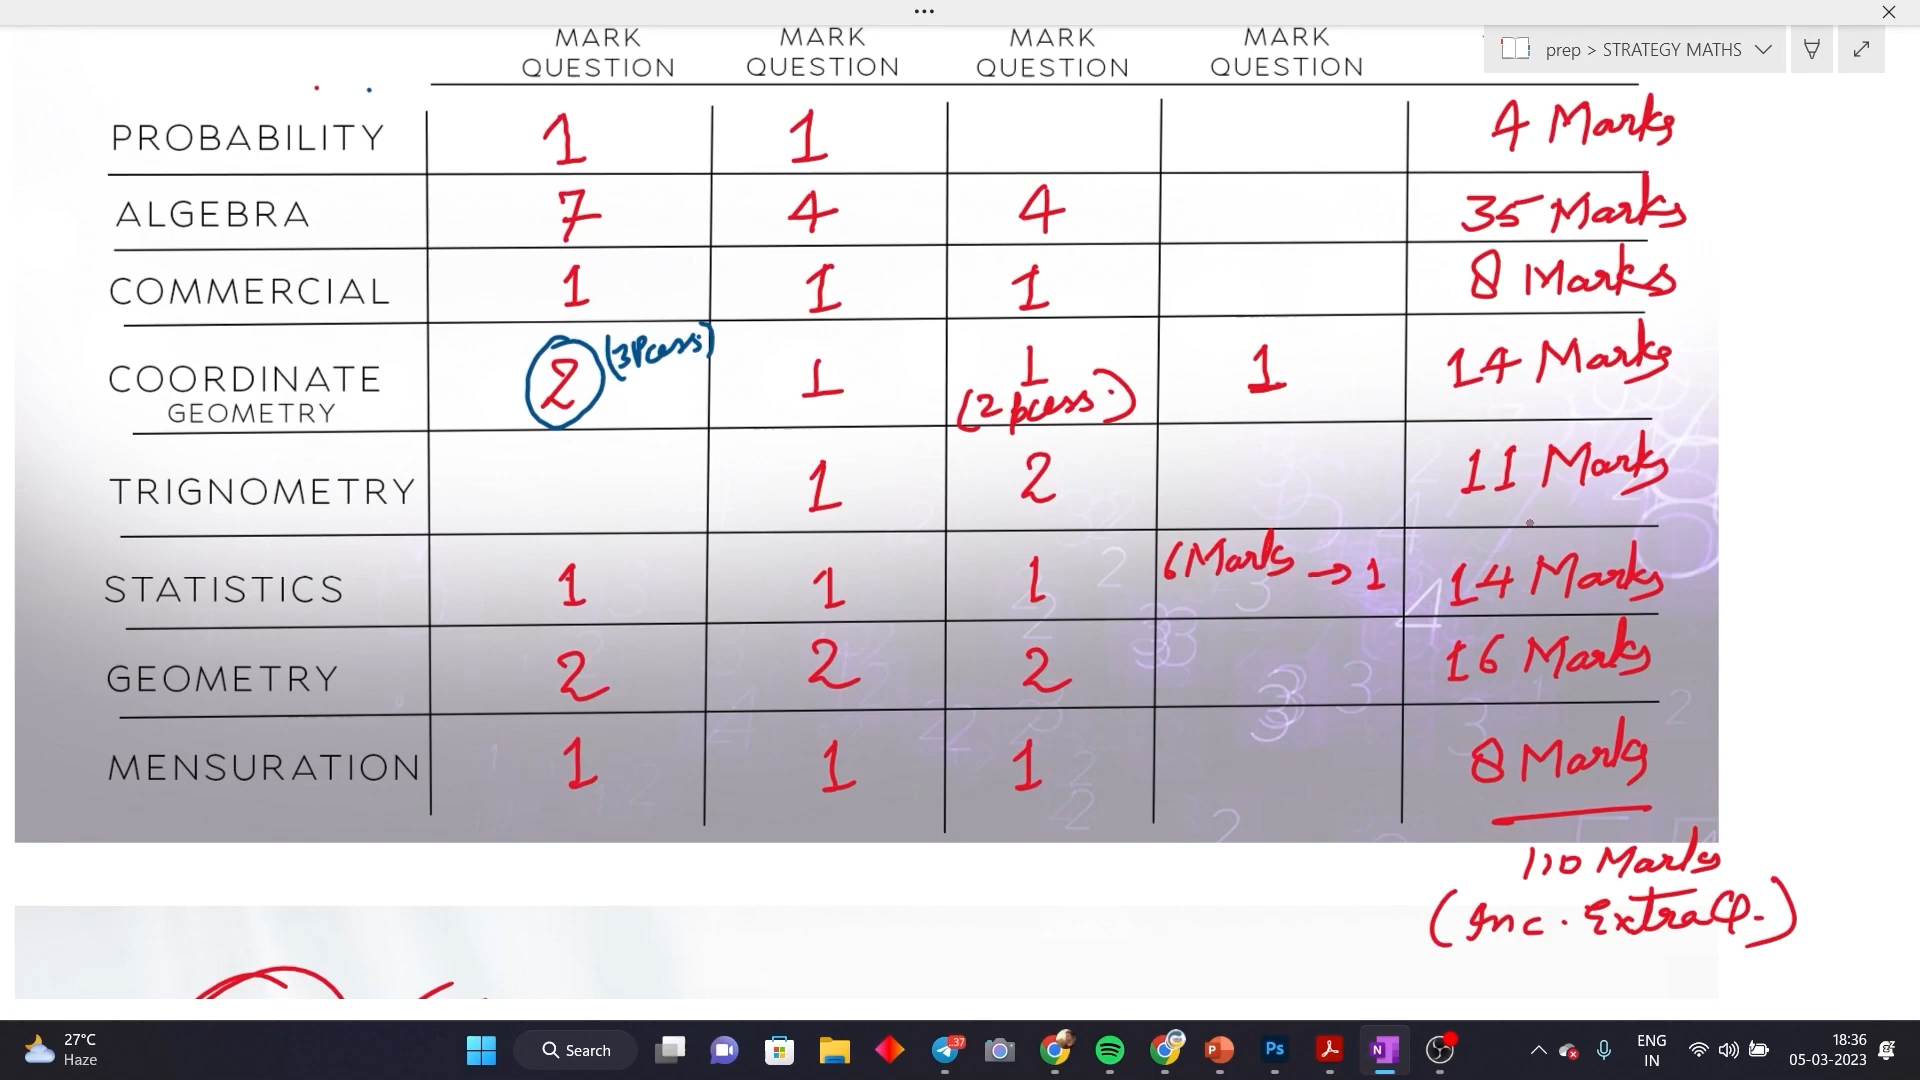 MARK MARK MARK MARK
QUESTION QUESTION QUESTION QUESTION
prep > STRATEGY MATHS
PROBABILITY 1 1 4 Marks
ALGEBRA 7 4 4 35 Marks
COMMERCIAL 1 1 1 8 Marks
COORDINATE 2 (3Pcess.) 1 1 1 14 Marks
GEOMETRY (2 pcess.)
TRIGNOMETRY 1 2 11 Marks
STATISTICS 1 1 1 6 Marks → 1 14 Marks
GEOMETRY 2 2 2 16 Marks
MENSURATION 1 1 1 8 Marks
110 Marks
(Inc. Extra Q.)
27°C
Haze
Search
37
ENG
IN
18:36
05-03-2023